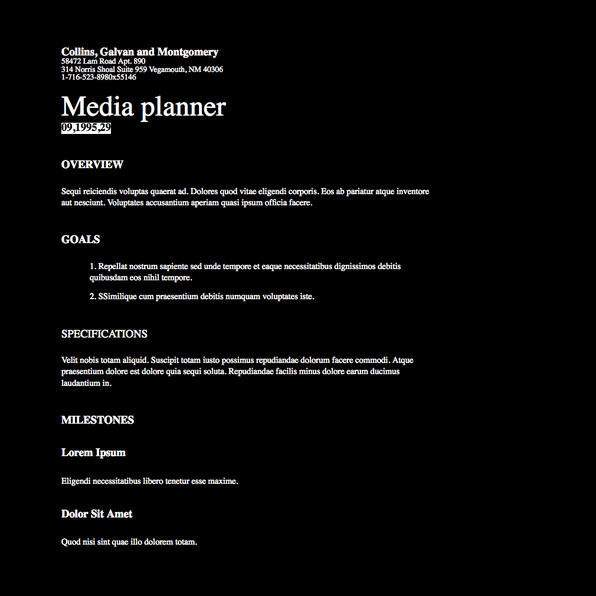 Collins, Galvan and Montgomery
58472 Lam Road Apt. 890
314 Norris Shoal Suite 959 Vegamouth, NM 40306
1-716-523-8980x55146
Media planner
09,1995,29
OVERVIEW
Sequi reiciendis voluptas quaerat ad. Dolores quod vitae eligendi corporis. Eos ab pariatur atque inventore
aut nesciunt. Voluptates accusantium aperiam quasi ipsum officia facere.
GOALS
1. Repellat nostrum sapiente sed unde tempore et eaque necessitatibus dignissimos debitis
quibusdam eos nihil tempore.
2. SSimilique cum praesentium debitis numquam voluptates iste.
SPECIFICATIONS
Velit nobis totam aliquid. Suscipit totam iusto possimus repudiandae dolorum facere commodi. Atque
praesentium dolore est dolore quia sequi soluta. Repudiandae facilis minus dolore earum ducimus
laudantium in.
MILESTONES
Lorem Ipsum
Eligendi necessitatibus libero tenetur esse maxime.
Dolor Sit Amet
Quod nisi sint quae illo dolorem totam.